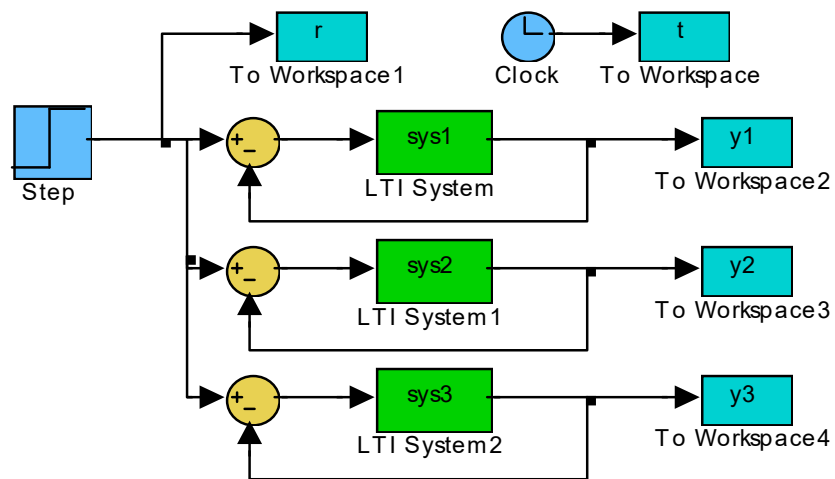 r
To Workspace1
t
Clock
To Workspace
Step
+
−
sys1
LTI System
y1
To Workspace2
+
−
sys2
LTI System1
y2
To Workspace3
+
−
sys3
LTI System2
y3
To Workspace4